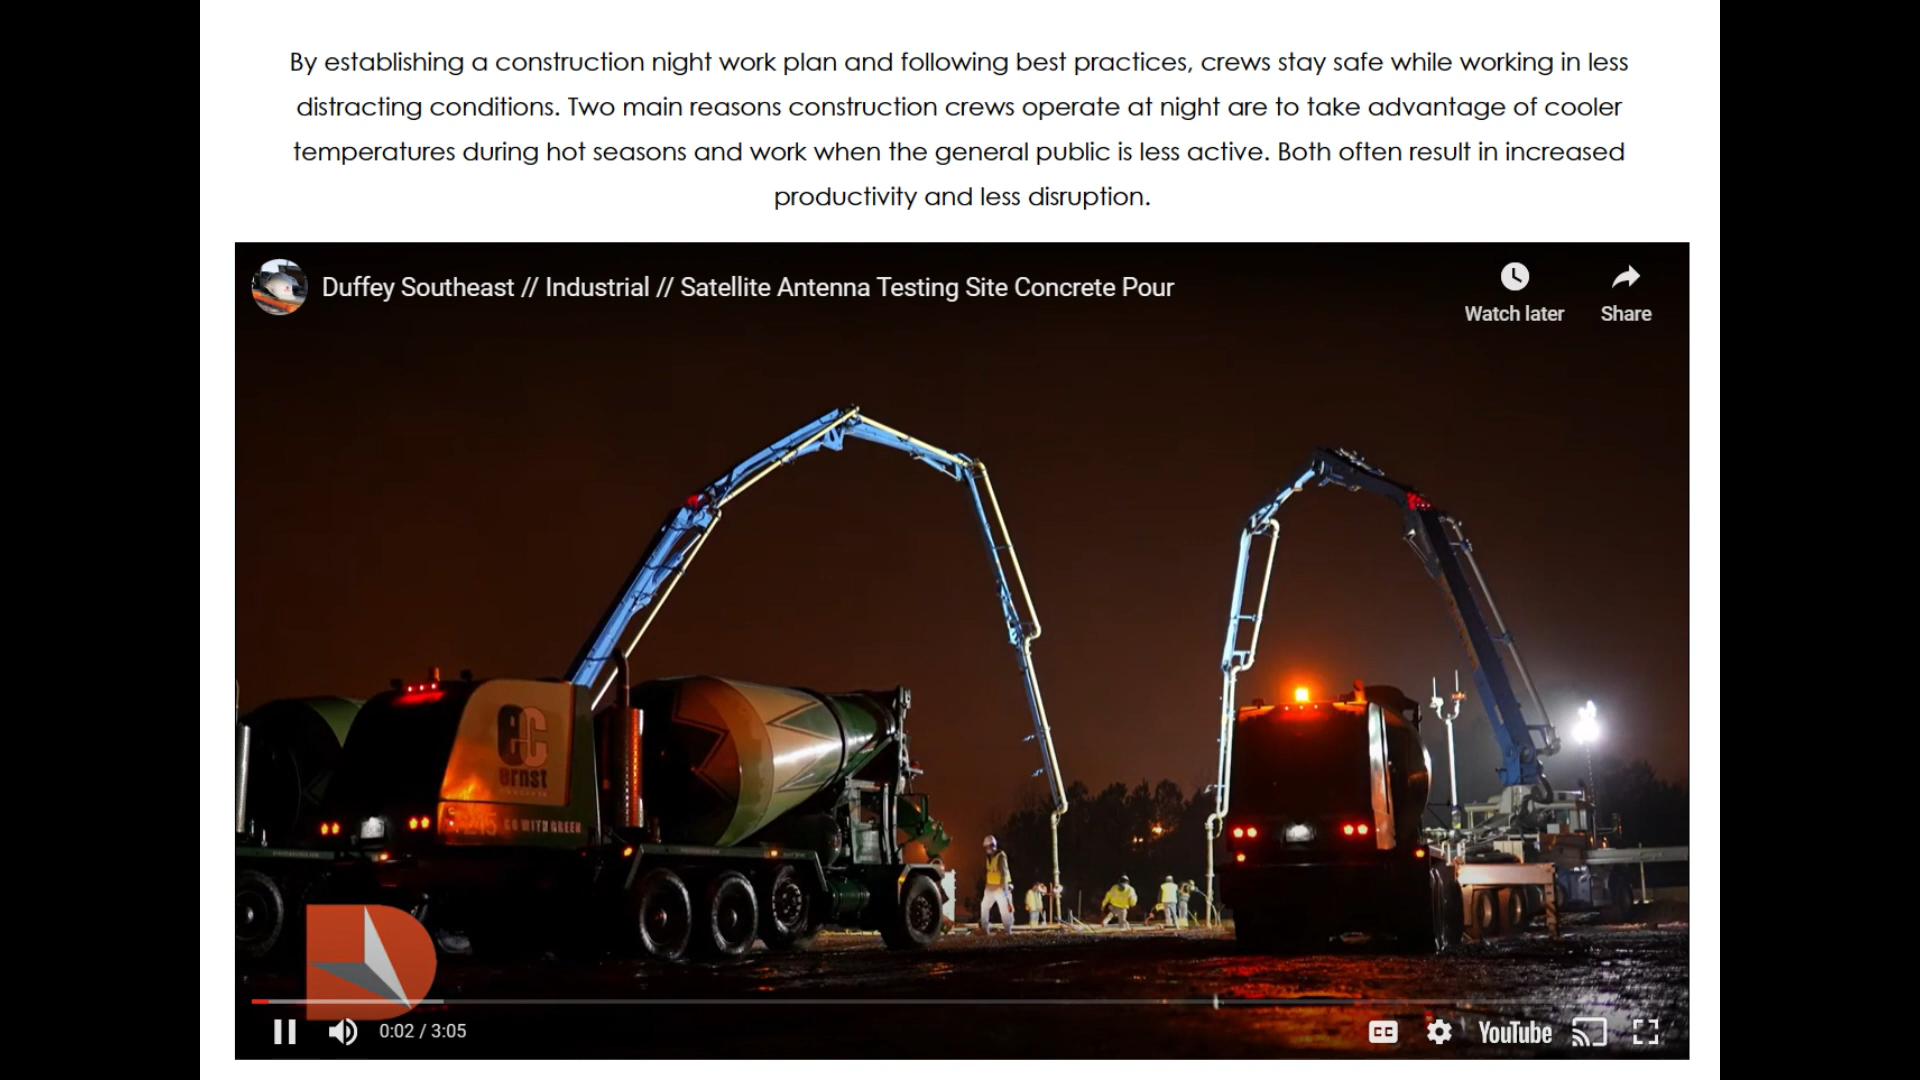 By establishing a construction night work plan and following best practices, crews stay safe while working in less
distracting conditions. Two main reasons construction crews operate at night are to take advantage of cooler
temperatures during hot seasons and work when the general public is less active. Both often result in increased
productivity and less disruption.
Duffey Southeast // Industrial // Satellite Antenna Testing Site Concrete Pour
Watch later
Share
ec
ernst
CONCRETE
GO WITH GREEN
0:02 / 3:05
CC
YouTube